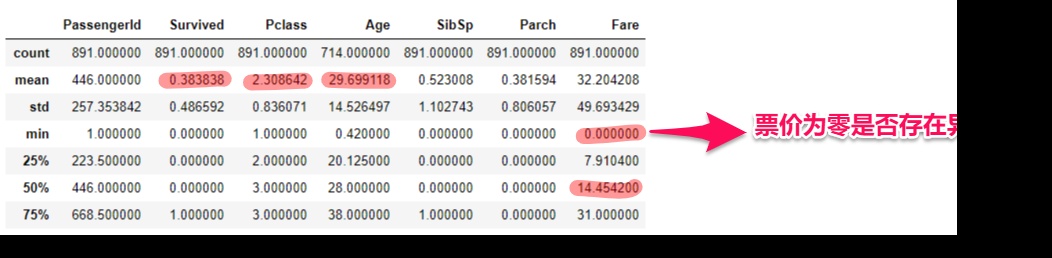 PassengerId Survived Pclass Age SibSp Parch Fare
count 891.000000 891.000000 891.000000 714.000000 891.000000 891.000000 891.000000
mean 446.000000 0.383838 2.308642 29.699118 0.523008 0.381594 32.204208
std 257.353842 0.486592 0.836071 14.526497 1.102743 0.806057 49.693429
min 1.000000 0.000000 1.000000 0.420000 0.000000 0.000000 0.000000 票价为零是否存在
25% 223.500000 0.000000 2.000000 20.125000 0.000000 0.000000 7.910400
50% 446.000000 0.000000 3.000000 28.000000 0.000000 0.000000 14.454200
75% 668.500000 1.000000 3.000000 38.000000 1.000000 0.000000 31.000000